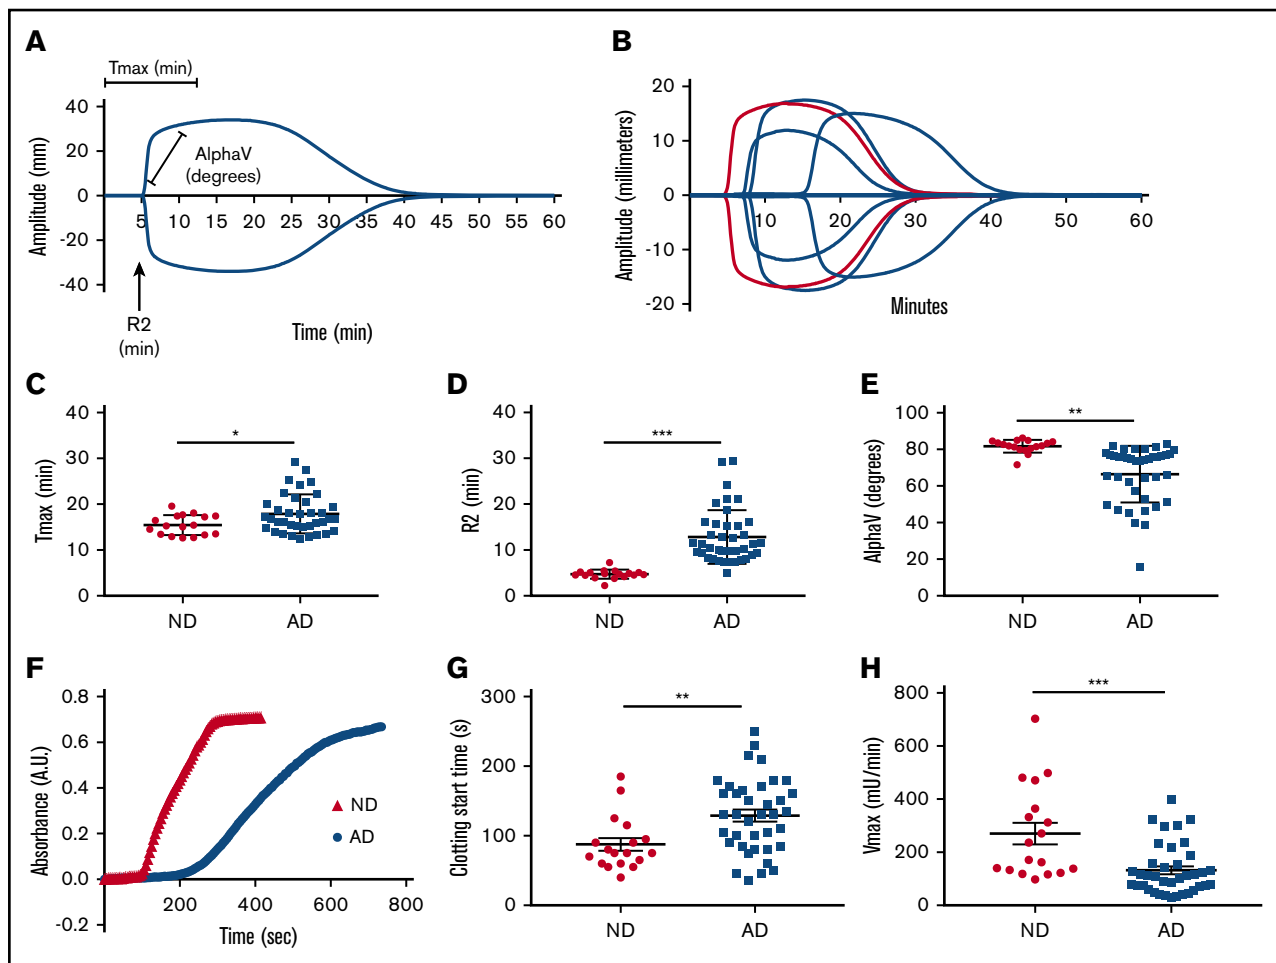 A
Tmax (min)
40
20
0
-20
-40
Amplitude (mm)
AlphaV
(degrees)
5 10 15 20 25 30 35 40 45 50 55 60
R2
(min)
Time (min)
B
20
10
0
-10
-20
Amplitude (millimeters)
10 20 30 40 50 60
Minutes
C
40
30
20
10
0
Tmax (min)
*
ND AD
D
40
30
20
10
0
R2 (min)
***
ND AD
E
100
80
60
40
20
0
AlphaV (degrees)
**
ND AD
F
0.8
0.6
0.4
0.2
0.0
-0.2
Absorbance (A.U.)
ND
AD
200 400 600 800
Time (sec)
G
300
200
100
0
Clotting start time (s)
**
ND AD
H
800
600
400
200
0
Vmax (mU/min)
***
ND AD